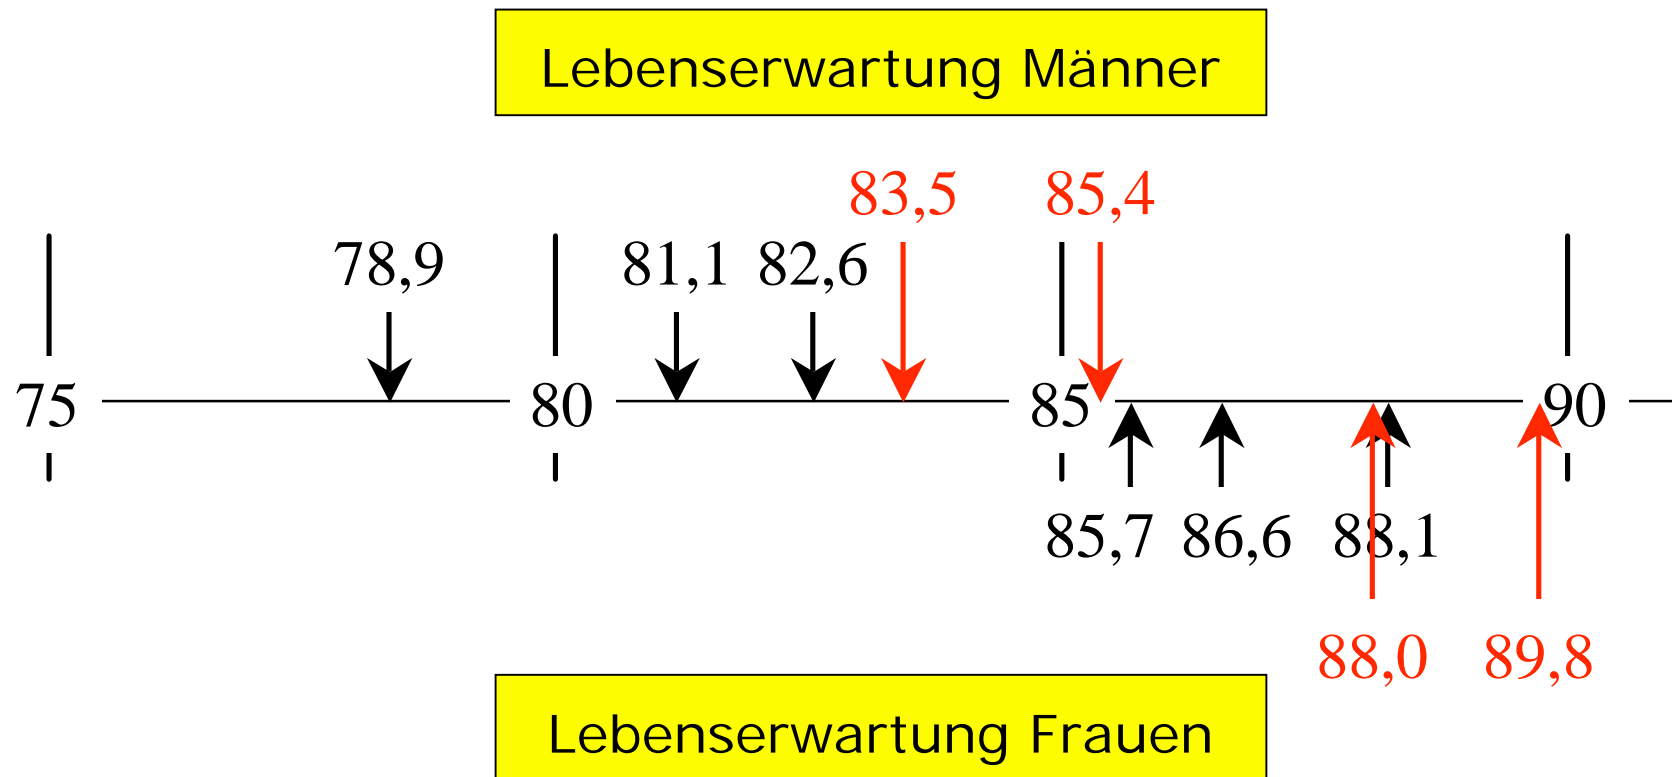 Lebenserwartung Männer
83,5 85,4
78,9 81,1 82,6
75 80 85 90
85,7 86,6 88,1
88,0 89,8
Lebenserwartung Frauen